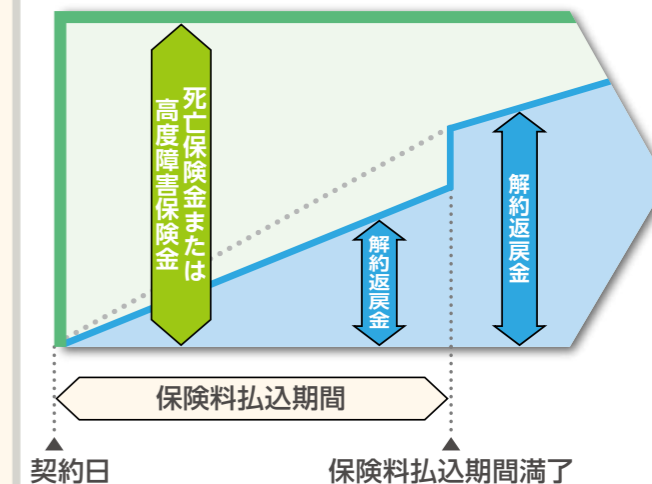 死亡保険金または
高度障害保険金
解約返戻金
解約返戻金
保険料払込期間
契約日
保険料払込期間満了